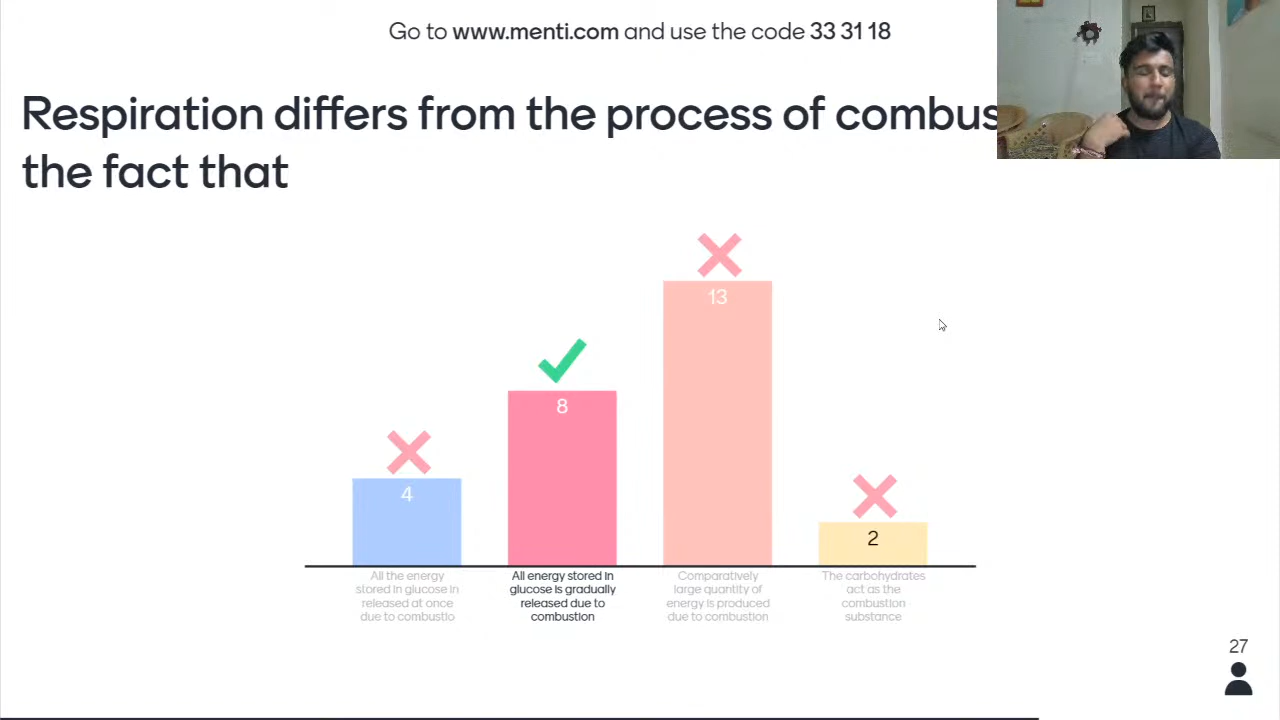 Go to www.menti.com and use the code 33 31 18
Respiration differs from the process of combus
the fact that
4
8
13
2
All the energy
stored in glucose in
released at once
due to combustio
All energy stored in
glucose is gradually
released due to
combustion
Comparatively
large quantity of
energy is produced
due to combustion
The carbohydrates
act as the
combustion
substance
27